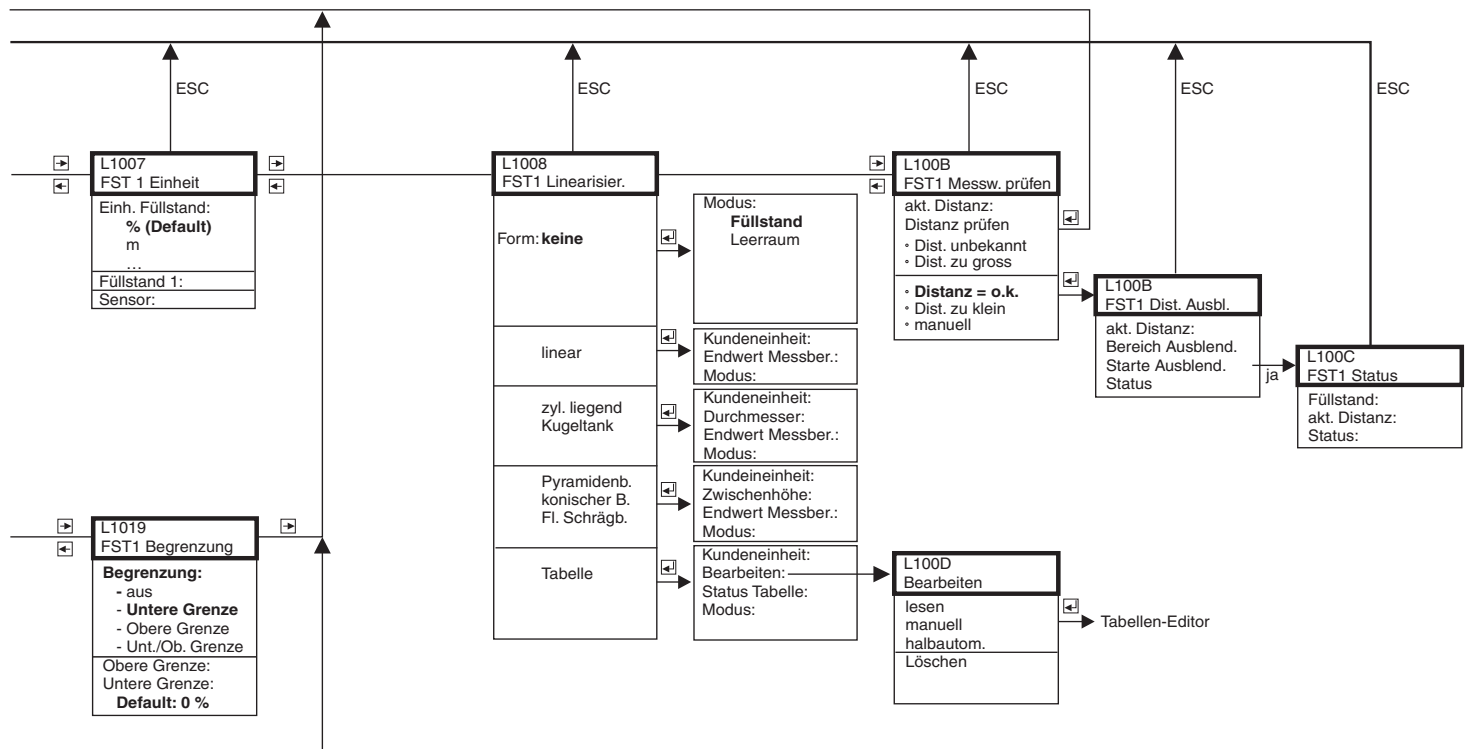 ESC
ESC
ESC
ESC
ESC
L1007
FST 1 Einheit
Einh. Füllstand:
% (Default)
m
…
Füllstand 1:
Sensor:
L1008
FST1 Linearisier.
Form: keine
linear
zyl. liegend
Kugeltank
Pyramidenb.
konischer B.
Fl. Schrägb.
Tabelle
Modus:
Füllstand
Leerraum
Kundeneinheit:
Endwert Messber.:
Modus:
Kundeneinheit:
Durchmesser:
Endwert Messber.:
Modus:
Kundeineinheit:
Zwischenhöhe:
Endwert Messber.:
Modus:
Kundeneinheit:
Bearbeiten:
Status Tabelle:
Modus:
L100B
FST1 Messw. prüfen
akt. Distanz:
Distanz prüfen
◦ Dist. unbekannt
◦ Dist. zu gross
◦ Distanz = o.k.
◦ Dist. zu klein
◦ manuell
L100B
FST1 Dist. Ausbl.
akt. Distanz:
Bereich Ausblend.
Starte Ausblend.
Status
ja
L100C
FST1 Status
Füllstand:
akt. Distanz:
Status:
L1019
FST1 Begrenzung
Begrenzung:
- aus
- Untere Grenze
- Obere Grenze
- Unt./Ob. Grenze
Obere Grenze:
Untere Grenze:
Default: 0 %
L100D
Bearbeiten
lesen
manuell
halbautom.
Löschen
Tabellen-Editor